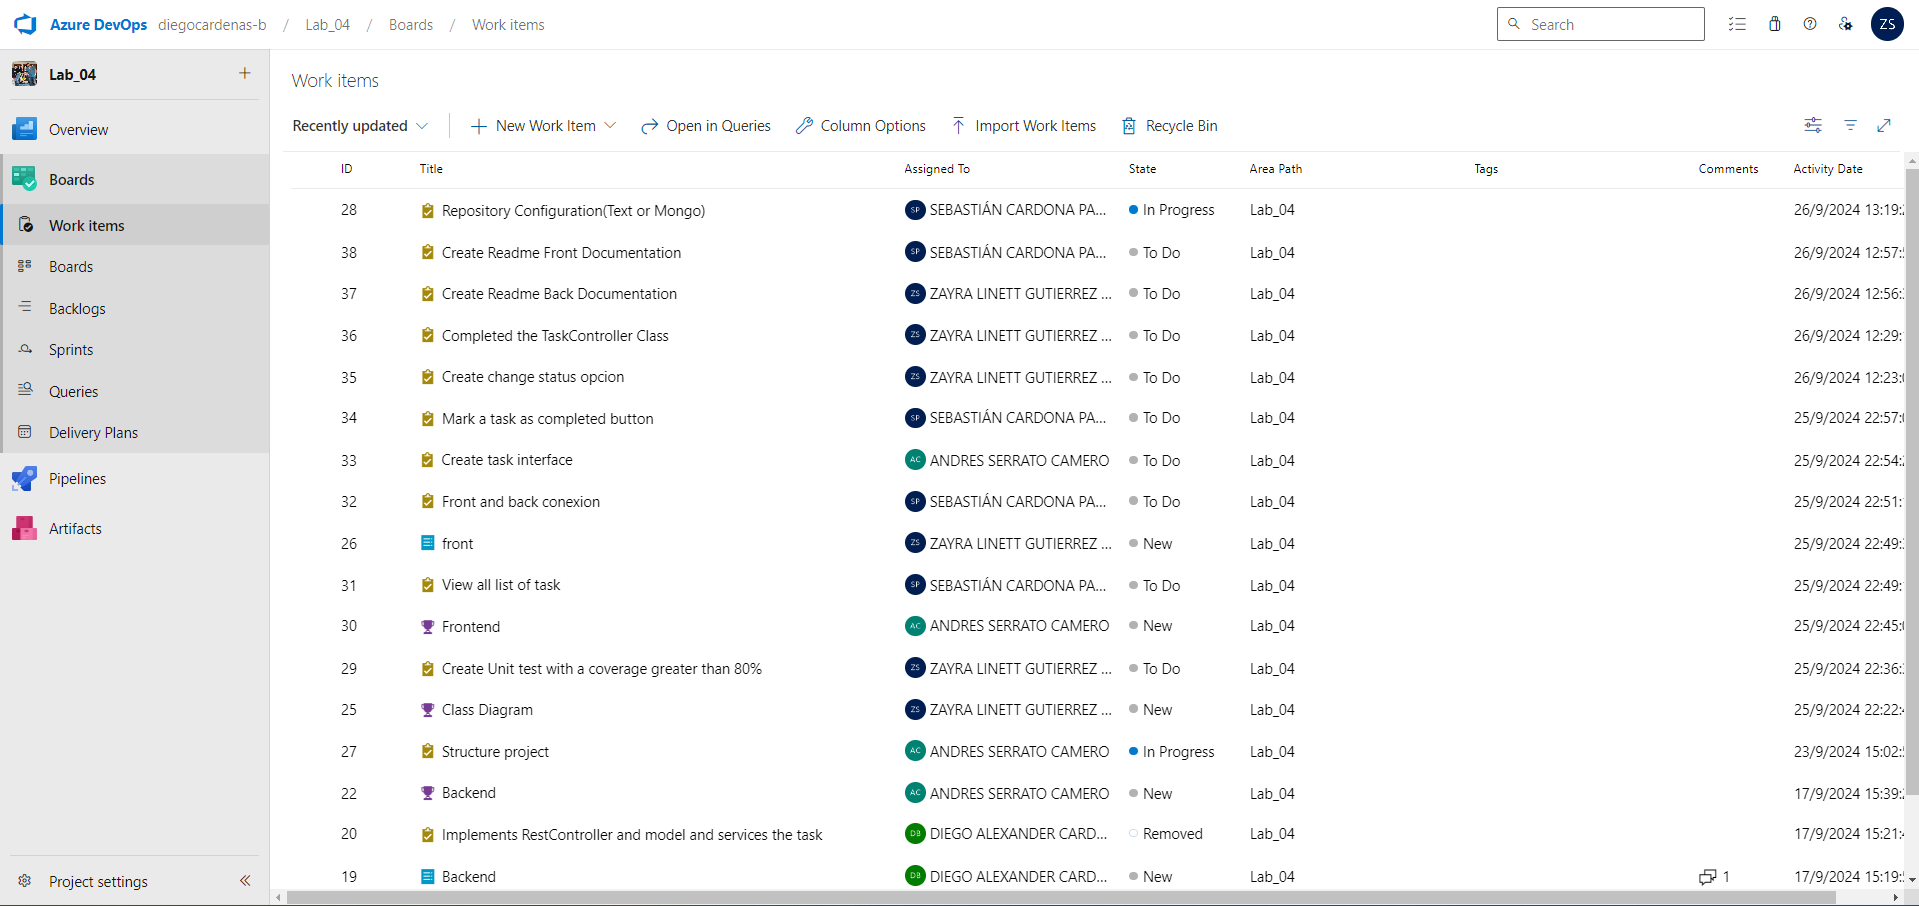 Azure DevOps diegocardenas-b / Lab_04 / Boards / Work items Search ZS
Lab_04 +
Work items
Overview
Boards
Work items
Boards
Backlogs
Sprints
Queries
Delivery Plans
Pipelines
Artifacts
Project settings
Recently updated New Work Item Open in Queries Column Options Import Work Items Recycle Bin
ID Title Assigned To State Area Path Tags Comments Activity Date
28 Repository Configuration(Text or Mongo) SP SEBASTIÁN CARDONA PA... In Progress Lab_04 26/9/2024 13:19:
38 Create Readme Front Documentation SP SEBASTIÁN CARDONA PA... To Do Lab_04 26/9/2024 12:57:
37 Create Readme Back Documentation ZS ZAYRA LINETT GUTIERREZ ... To Do Lab_04 26/9/2024 12:56:
36 Completed the TaskController Class ZS ZAYRA LINETT GUTIERREZ ... To Do Lab_04 26/9/2024 12:29:
35 Create change status opcion ZS ZAYRA LINETT GUTIERREZ ... To Do Lab_04 26/9/2024 12:23:
34 Mark a task as completed button SP SEBASTIÁN CARDONA PA... To Do Lab_04 25/9/2024 22:57:
33 Create task interface AC ANDRES SERRATO CAMERO To Do Lab_04 25/9/2024 22:54:
32 Front and back conexion SP SEBASTIÁN CARDONA PA... To Do Lab_04 25/9/2024 22:51:
26 front ZS ZAYRA LINETT GUTIERREZ ... New Lab_04 25/9/2024 22:49:
31 View all list of task SP SEBASTIÁN CARDONA PA... To Do Lab_04 25/9/2024 22:49:
30 Frontend AC ANDRES SERRATO CAMERO New Lab_04 25/9/2024 22:45:
29 Create Unit test with a coverage greater than 80% ZS ZAYRA LINETT GUTIERREZ ... To Do Lab_04 25/9/2024 22:36:
25 Class Diagram ZS ZAYRA LINETT GUTIERREZ ... New Lab_04 25/9/2024 22:22:
27 Structure project AC ANDRES SERRATO CAMERO In Progress Lab_04 23/9/2024 15:02:
22 Backend AC ANDRES SERRATO CAMERO New Lab_04 17/9/2024 15:39:
20 Implements RestController and model and services the task DB DIEGO ALEXANDER CARD... Removed Lab_04 17/9/2024 15:21:
19 Backend DB DIEGO ALEXANDER CARD... New Lab_04 1 17/9/2024 15:19: